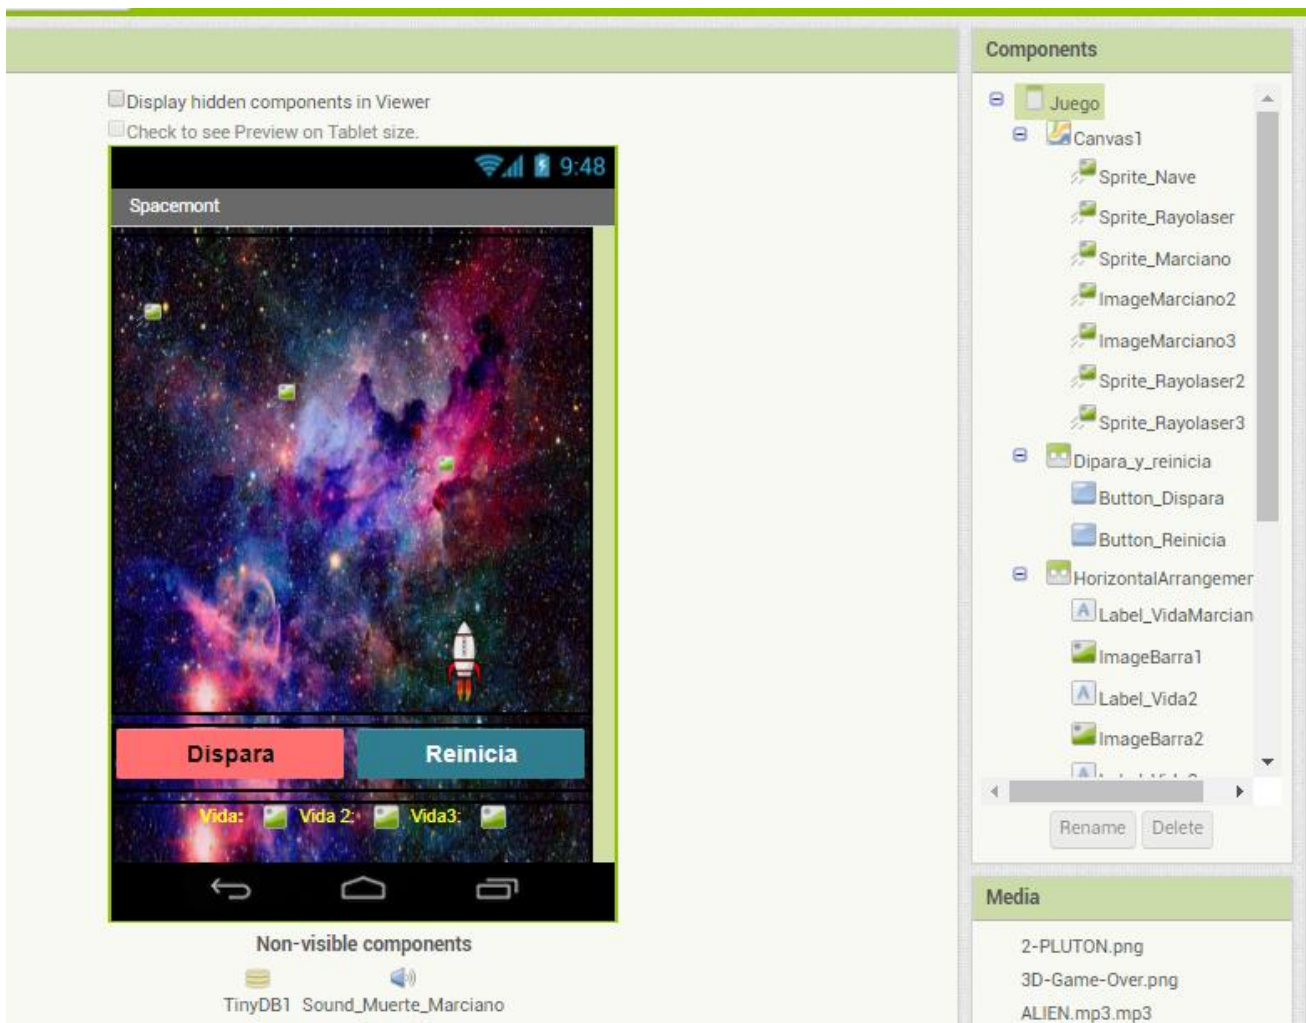 Display hidden components in Viewer
Check to see Preview on Tablet size.
9:48
Spacemont
Dispara
Reinicia
Vida:
Vida 2:
Vida3:
Non-visible components
TinyDB1
Sound_Muerte_Marciano
Components
Juego
Canvas1
Sprite_Nave
Sprite_Rayolaser
Sprite_Marciano
ImageMarciano2
ImageMarciano3
Sprite_Rayolaser2
Sprite_Rayolaser3
Dipara_y_reinicia
Button_Dispara
Button_Reinicia
HorizontalArrangemer
Label_VidaMarcian
ImageBarra1
Label_Vida2
ImageBarra2
Rename
Delete
Media
2-PLUTON.png
3D-Game-Over.png
ALIEN.mp3.mp3